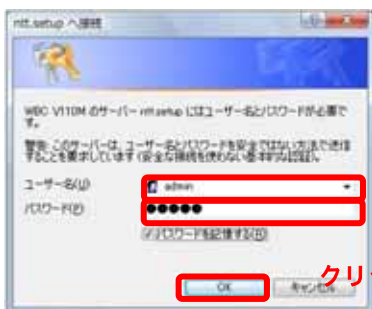 ntt.setup へ接続
WBC V110M のサーバー ntt.setup にはユーザー名とパスワードが必要で
す。
警告: このサーバーは、ユーザー名とパスワードを安全ではない方法で送信
することを要求しています (安全な接続を使わない基本的な認証)。
ユーザー名(U)
admin
パスワード(P)
●●●●●
パスワードを記憶する(R)
OK
キャンセル
クリ